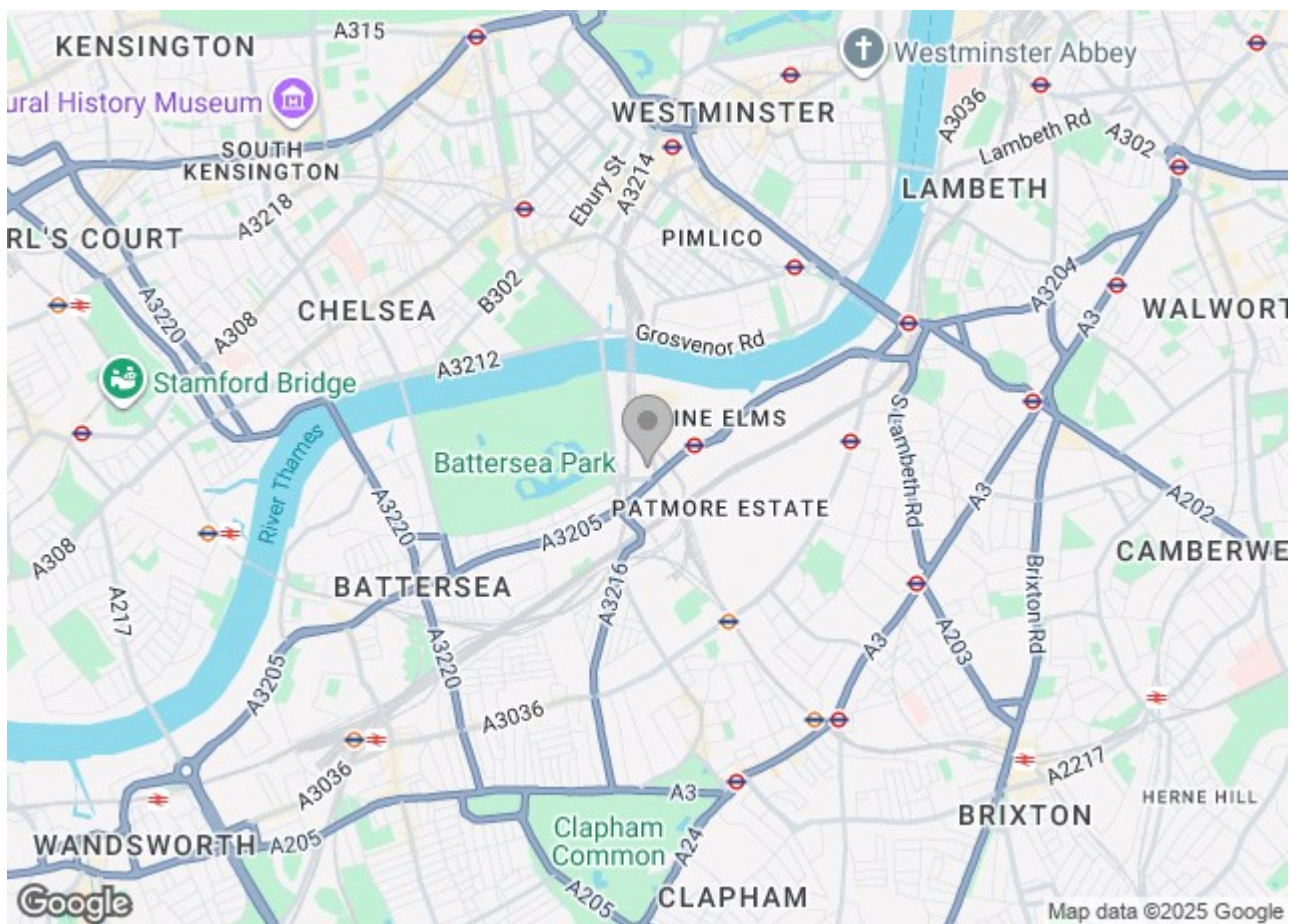 KENSINGTON
A315
Westminster Abbey
ural History Museum
WESTMINSTER
A3036
Lambeth Rd
A302
SOUTH
KENSINGTON
Ebury St
A3214
LAMBETH
A3218
RL'S COURT
PIMLICO
A3220
A308
CHELSEA
B302
A3204
A3
WALWORT
Grosvenor Rd
A3212
Stamford Bridge
INE ELMS
S Lambeth Rd
River Thames
Battersea Park
A3220
A3205
PATMORE ESTATE
A3
A202
A308
A217
BATTERSEA
A3216
Brixton Rd
CAMBERWE
A3205
A3220
A3
A203
A3036
A3036
A2217
A3
HERNE HILL
WANDSWORTH
A205
Clapham
Common
A24
BRIXTON
A205
CLAPHAM
Google
Map data ©2025 Google